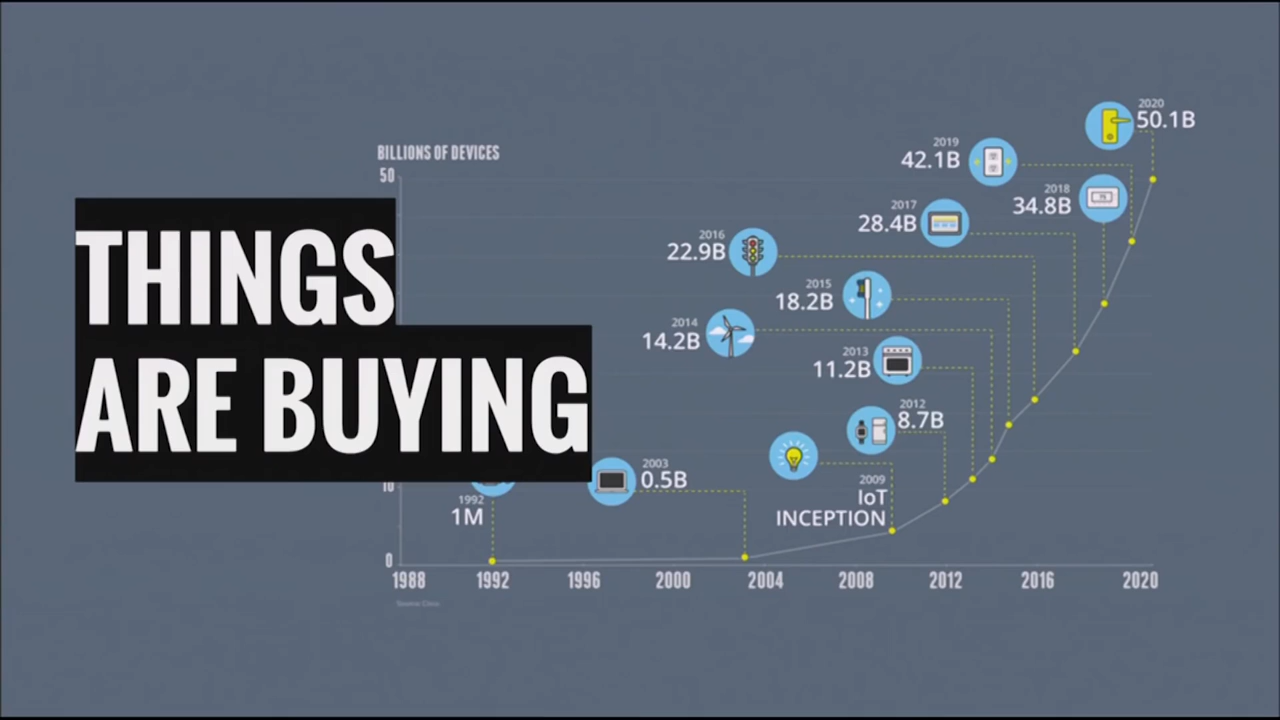 THINGS
ARE BUYING
BILLIONS OF DEVICES
50
10
0
1988
1992
1996
2000
2004
2008
2012
2016
2020
1992
1M
2003
0.5B
2009
IoT
INCEPTION
2012
8.7B
2013
11.2B
2014
14.2B
2015
18.2B
2016
22.9B
2017
28.4B
2018
34.8B
2019
42.1B
2020
50.1B